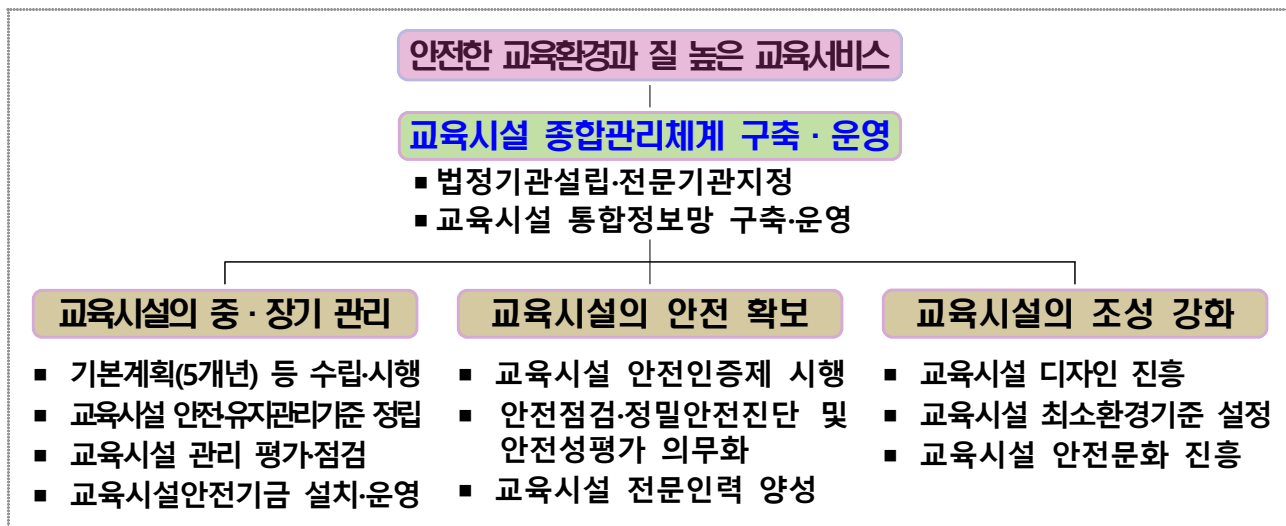 안전한 교육환경과 질 높은 교육서비스
교육시설 종합관리체계 구축 · 운영
▪ 법정기관설립·전문기관지정
▪ 교육시설 통합정보망 구축·운영
교육시설의 중 · 장기 관리
▪ 기본계획(5개년) 등 수립·시행
▪ 교육시설 안전·유지관리기준 정립
▪ 교육시설 관리 평가·점검
▪ 교육시설안전기금 설치·운영
교육시설의 안전 확보
▪ 교육시설 안전인증제 시행
▪ 안전점검·정밀안전진단 및
안전성평가 의무화
▪ 교육시설 전문인력 양성
교육시설의 조성 강화
▪ 교육시설 디자인 진흥
▪ 교육시설 최소환경기준 설정
▪ 교육시설 안전문화 진흥